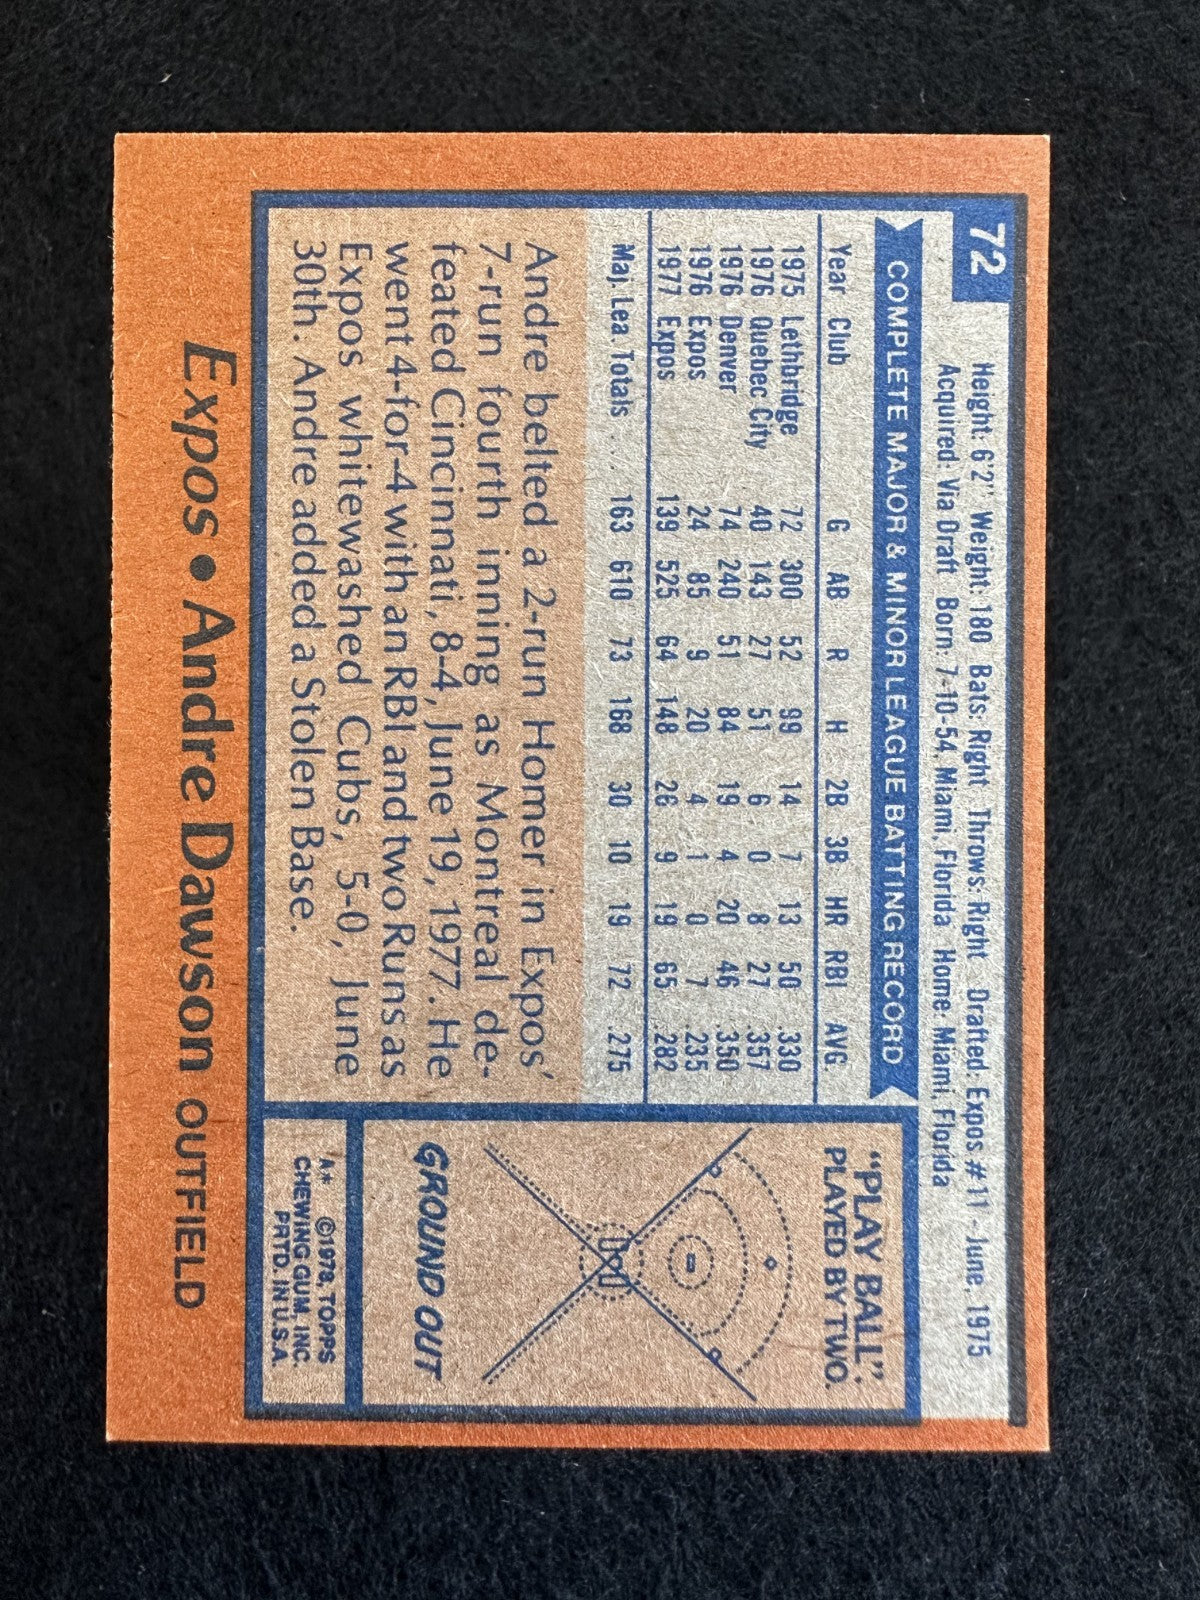 72
Height: 6'2" Weight: 180 Bats: Right Throws: Right Drafted: Expos #11 - June, 1975
Acquired: Via Draft Born: 7-10-54, Miami, Florida Home: Miami, Florida
COMPLETE MAJOR & MINOR LEAGUE BATTING RECORD
Year Club G AB R H 2B 3B HR RBI AVG.
1975 Lethbridge 72 300 52 99 14 7 13 50 .330
1976 Quebec City 40 143 27 51 6 0 8 27 .357
1976 Denver 74 240 51 84 19 4 20 46 .350
1976 Expos 24 85 9 20 4 1 0 7 .235
1977 Expos 139 525 64 148 26 9 19 65 .282
Maj. Lea. Totals . . . 163 610 73 168 30 10 19 72 .275
Andre belted a 2-run Homer in Expos'
7-run fourth inning as Montreal de-
feated Cincinnati, 8-4, June 19, 1977. He
went 4-for-4 with an RBI and two Runs as
Expos whitewashed Cubs, 5-0, June
30th. Andre added a Stolen Base.
"PLAY BALL":
PLAYED BY TWO.
GROUND OUT
A* ©1978, TOPPS
CHEWING GUM, INC.
PRTD. IN U.S.A.
Expos • Andre Dawson OUTFIELD